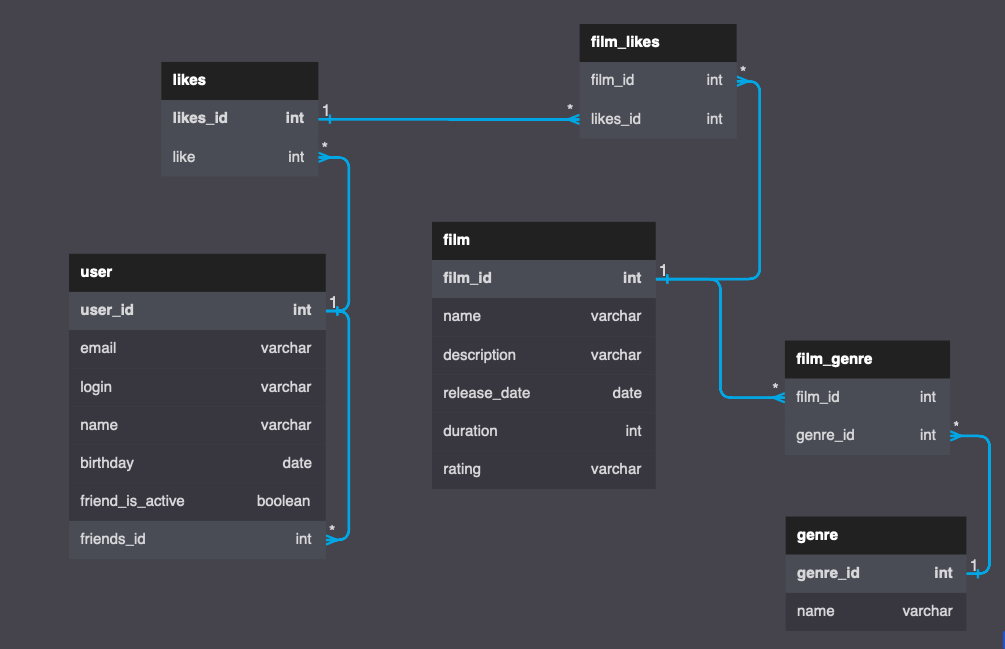 film_likes
film_id int
likes_id int
likes
likes_id int
like int
1
*
*
*
user
user_id int
email varchar
login varchar
name varchar
birthday date
friend_is_active boolean
friends_id int
1
*
film
film_id int
name varchar
description varchar
release_date date
duration int
rating varchar
1
film_genre
film_id int
genre_id int
*
*
genre
genre_id int
name varchar
1